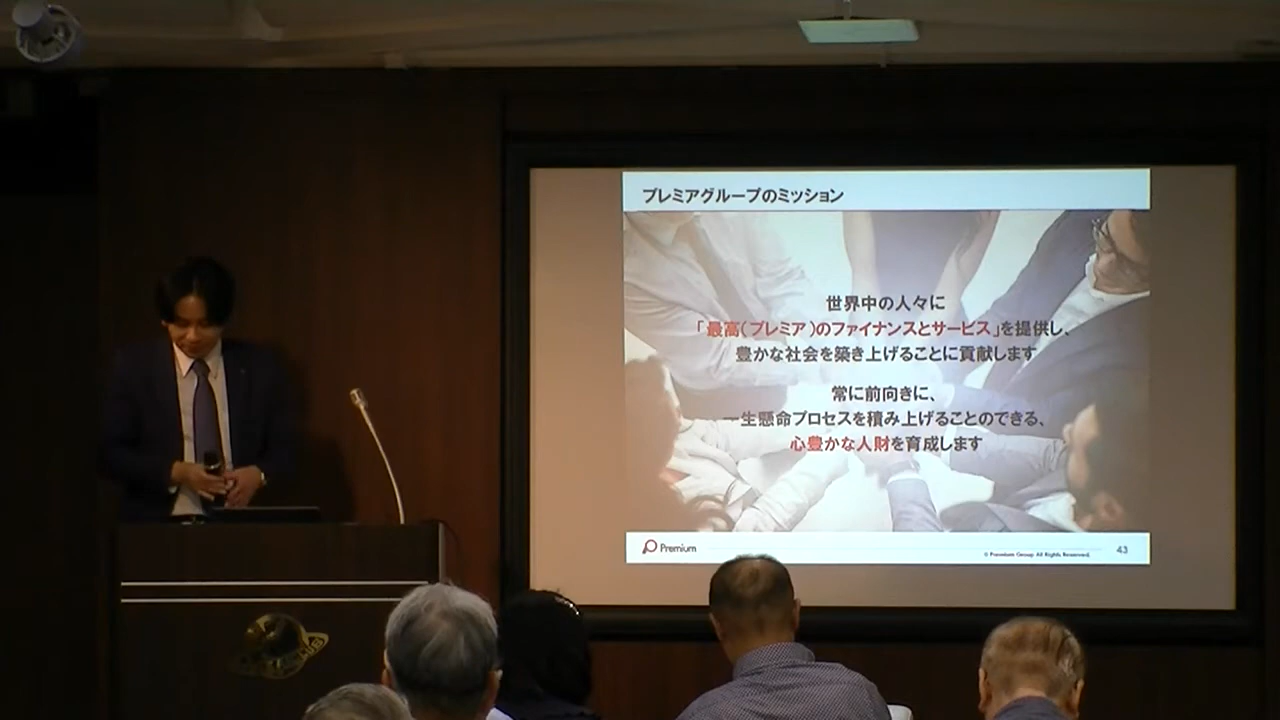 プレミアグループのミッション
世界中の人々に
「最高(プレミア)のファイナンスとサービス」を提供し、
豊かな社会を築き上げることに貢献します
常に前向きに、
一生懸命プロセスを積み上げることのできる、
心豊かな人財を育成します
Premium
© Premium Group All Rights Reserved.
43